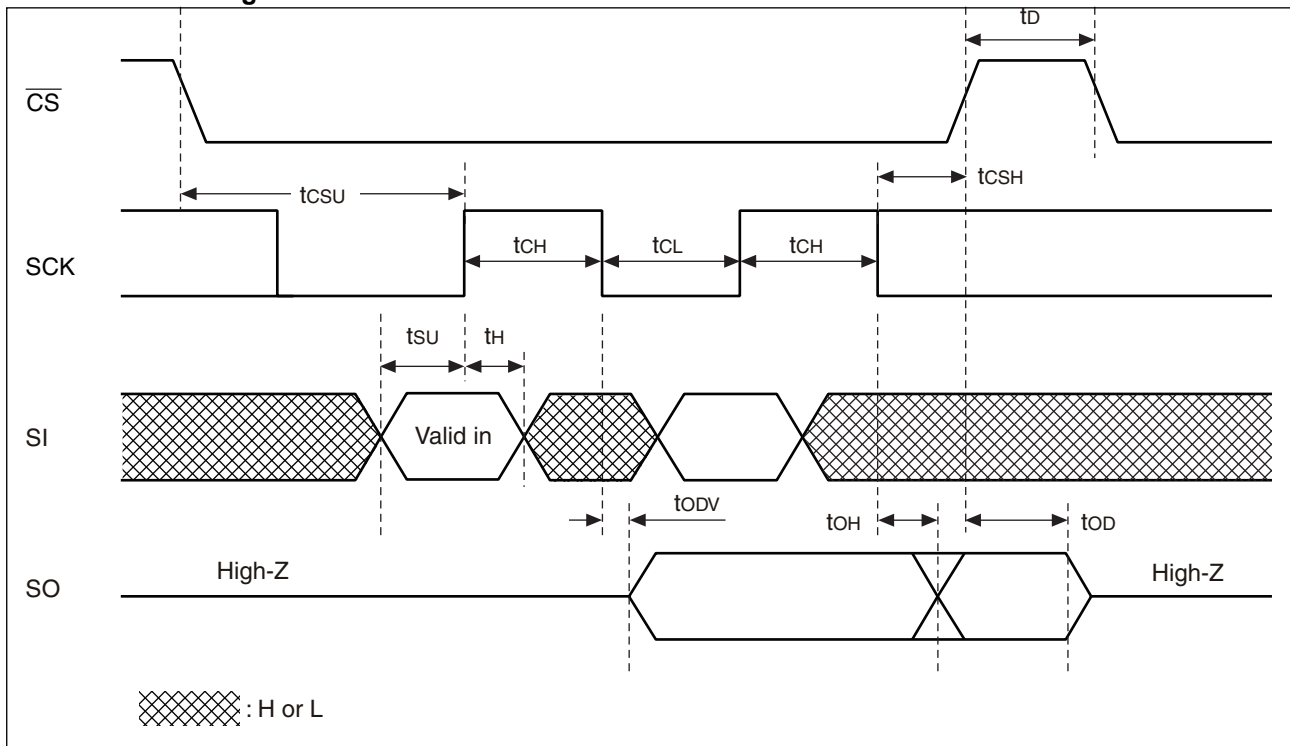 tD
CS
tCSU
tCSH
SCK
tCH
tCL
tCH
tSU
tH
SI
Valid in
tODV
tOH
tOD
SO
High-Z
High-Z
: H or L